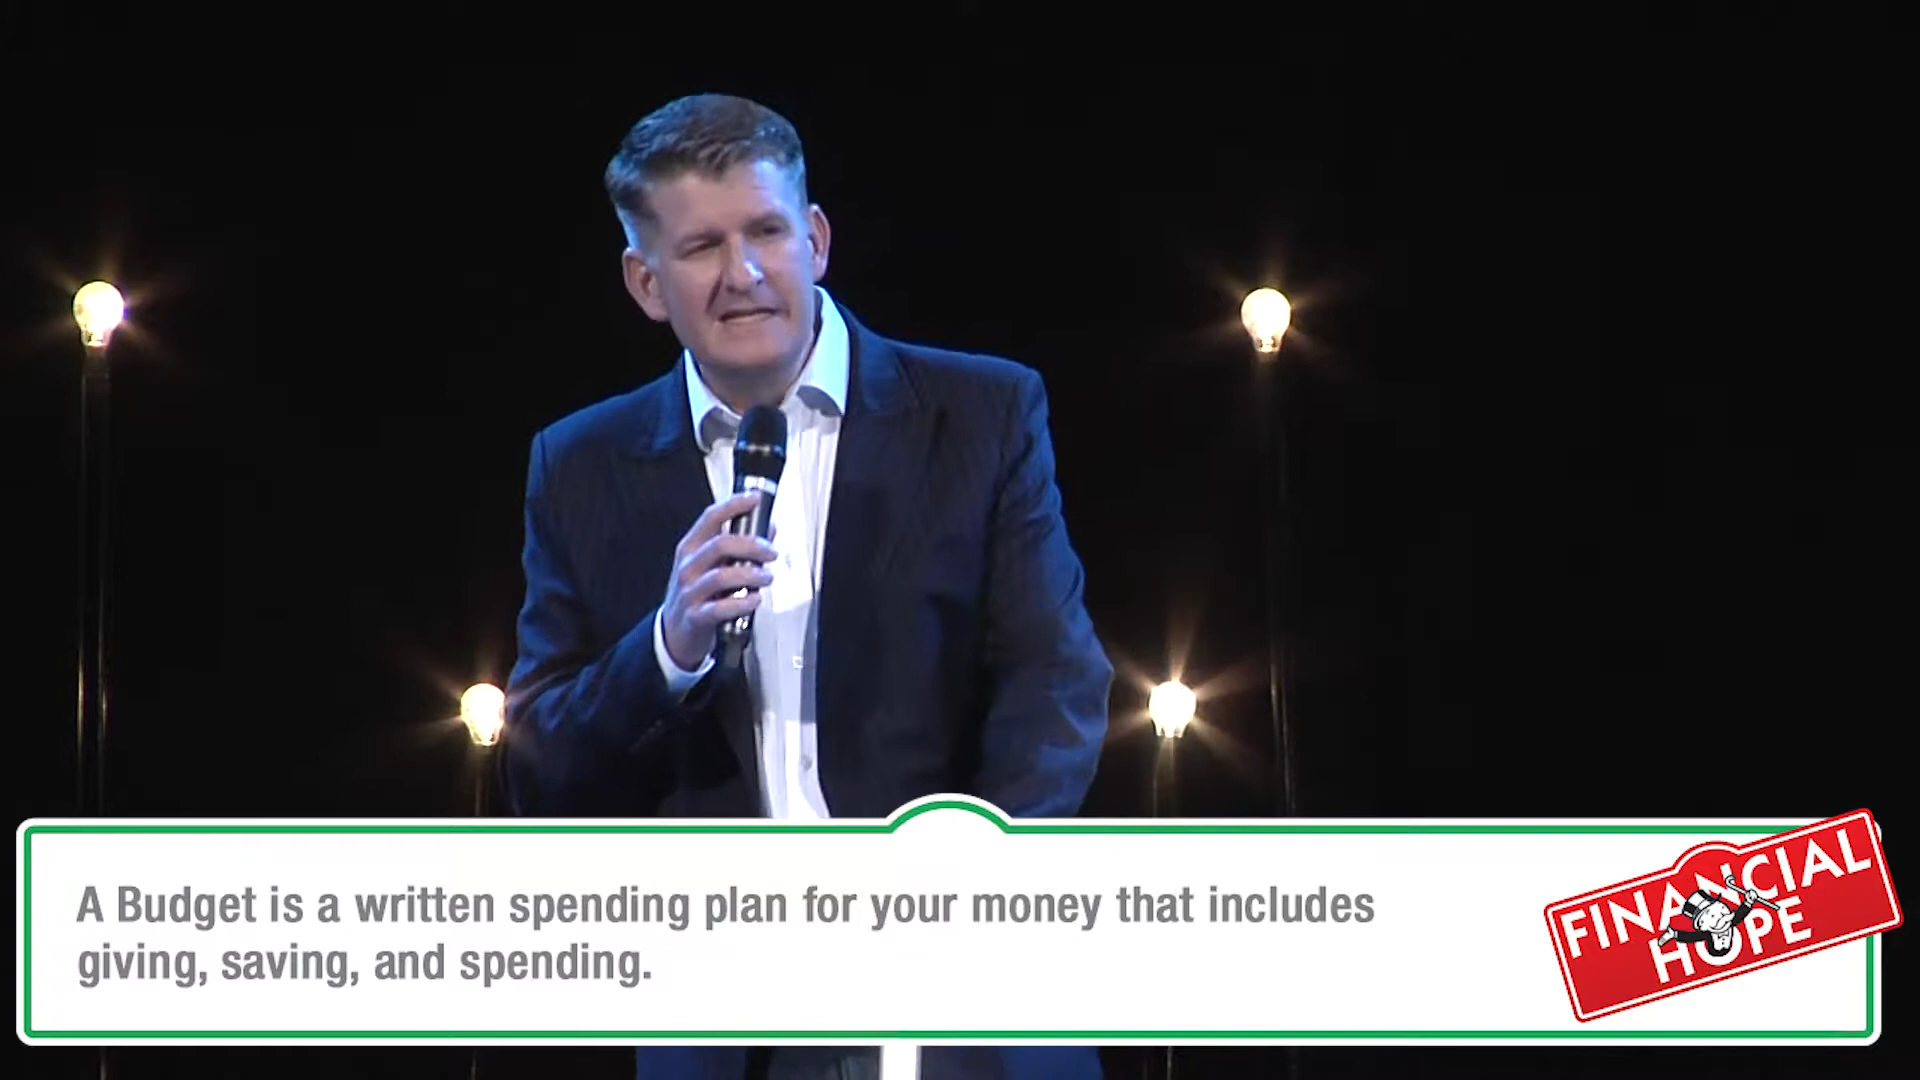 A Budget is a written spending plan for your money that includes
giving, saving, and spending.
FINANCIAL
HOPE